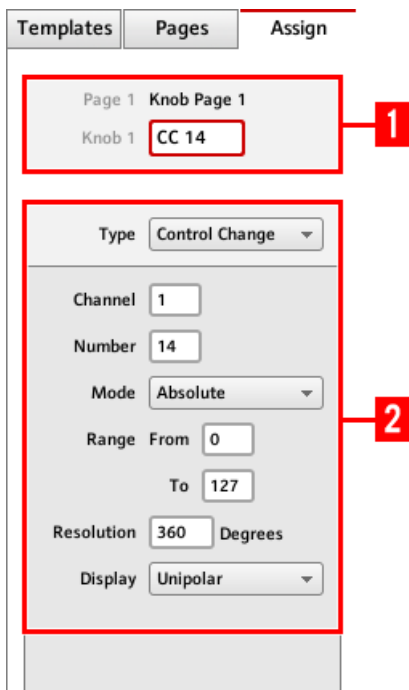 Templates Pages Assign
Page 1 Knob Page 1
Knob 1 CC 14
1
Type Control Change
Channel 1
Number 14
Mode Absolute
2
Range From 0
To 127
Resolution 360 Degrees
Display Unipolar